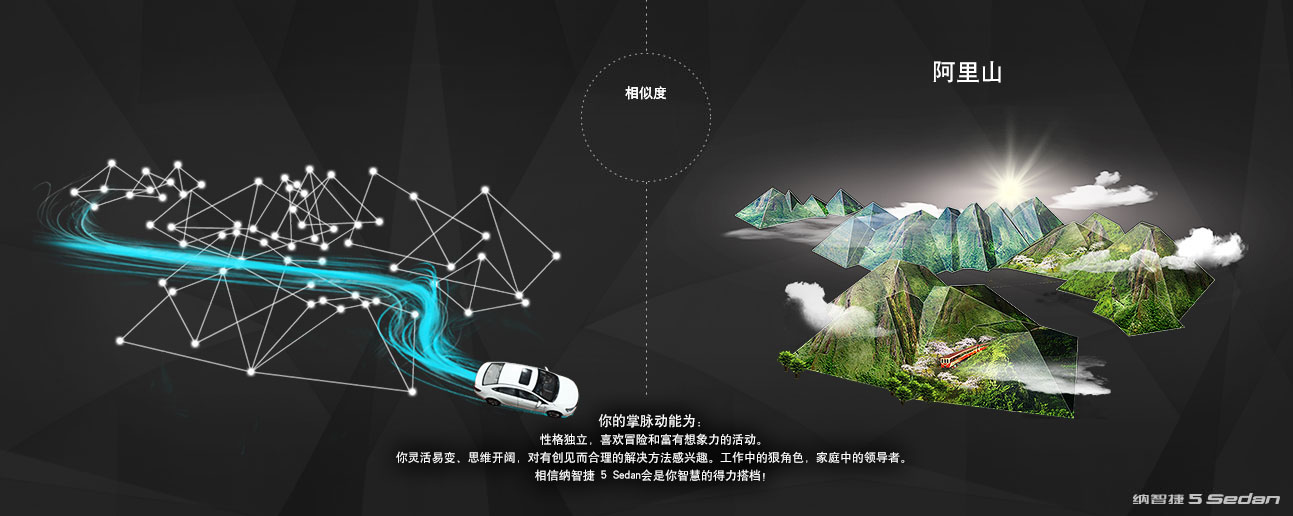 相似度
阿里山
你的掌脉动能为：
性格独立，喜欢冒险和富有想象力的活动。
你灵活易变、思维开阔，对有创见而合理的解决方法感兴趣。工作中的狠角色，家庭中的领导者。
相信纳智捷 5 Sedan会是你智慧的得力搭档！
纳智捷 5 Sedan